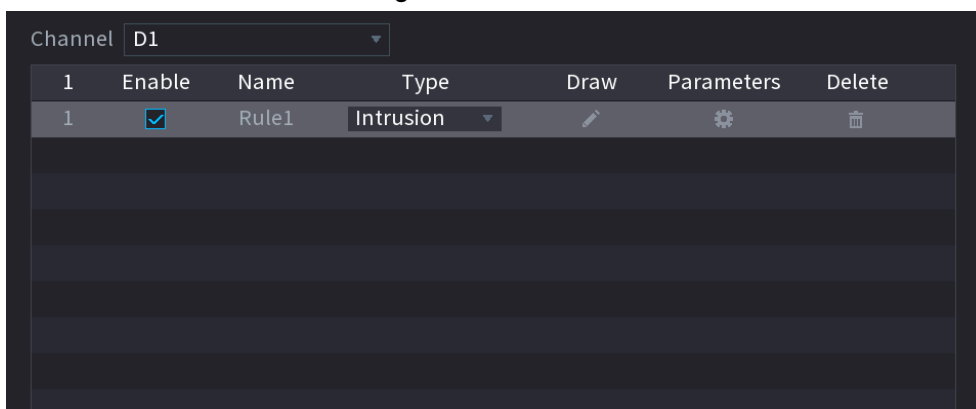 Channel D1
1 Enable Name Type Draw Parameters Delete
1 Rule1 Intrusion